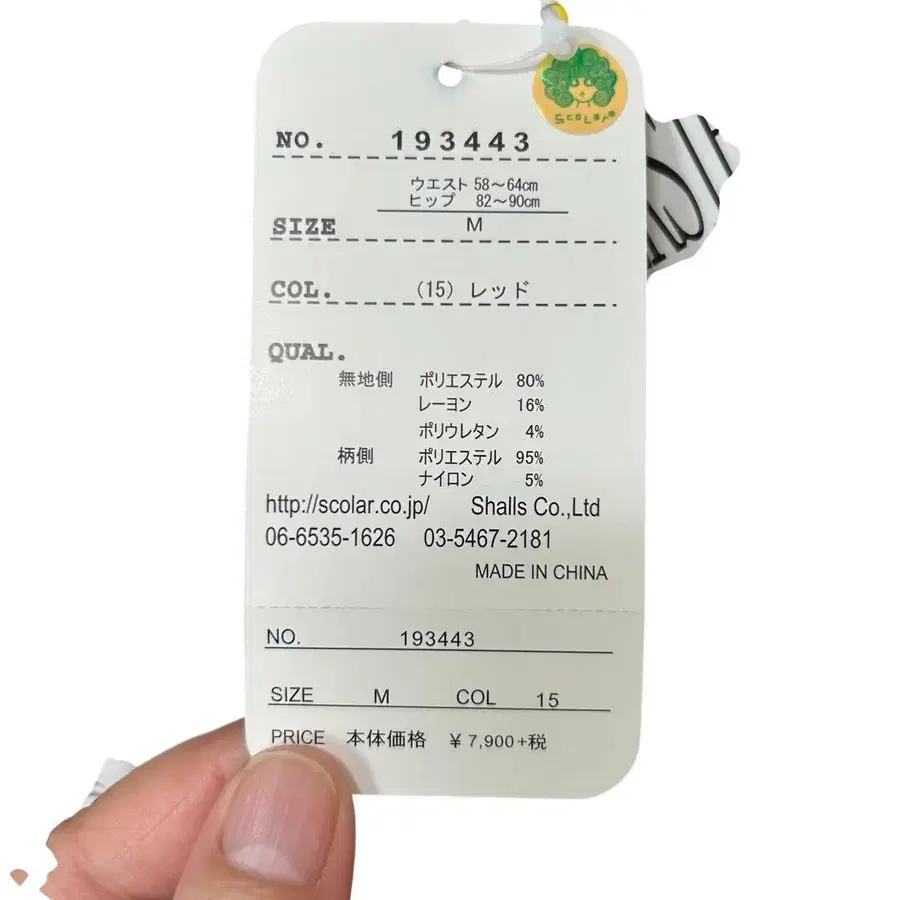 ScoLar
NO. 193443
ウエスト 58～64cm
ヒップ 82～90cm
SIZE M
COL. (15) レッド
QUAL.
無地側 ポリエステル 80%
レーヨン 16%
ポリウレタン 4%
柄側 ポリエステル 95%
ナイロン 5%
http://scolar.co.jp/ Shalls Co.,Ltd
06-6535-1626 03-5467-2181
MADE IN CHINA
NO. 193443
SIZE M COL 15
PRICE 本体価格 ¥ 7,900+税